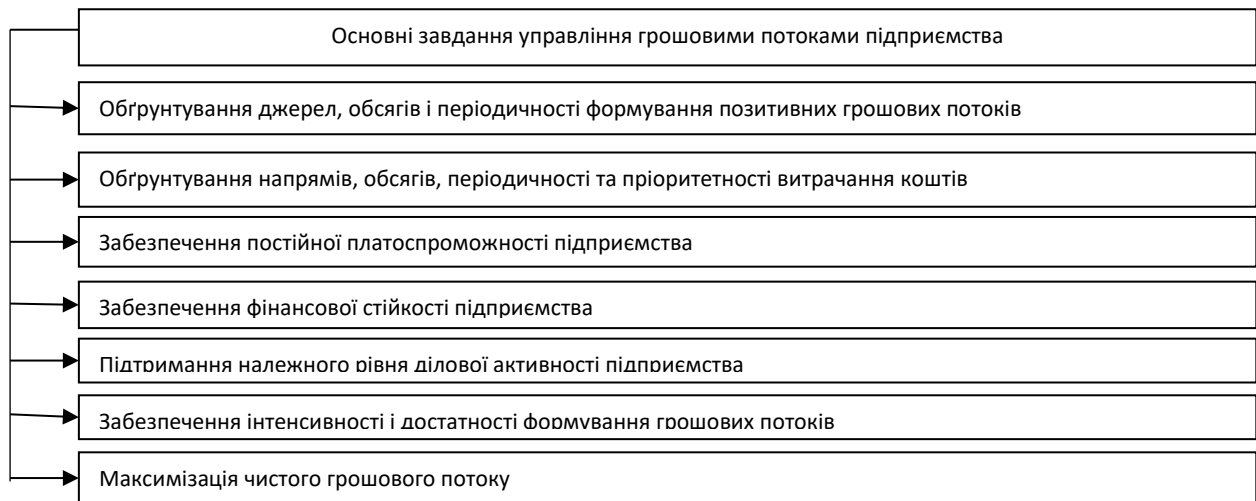 Основні завдання управління грошовими потоками підприємства
Обґрунтування джерел, обсягів і періодичності формування позитивних грошових потоків
Обґрунтування напрямів, обсягів, періодичності та пріоритетності витрачання коштів
Забезпечення постійної платоспроможності підприємства
Забезпечення фінансової стійкості підприємства
Підтримання належного рівня ділової активності підприємства
Забезпечення інтенсивності і достатності формування грошових потоків
Максимізація чистого грошового потоку